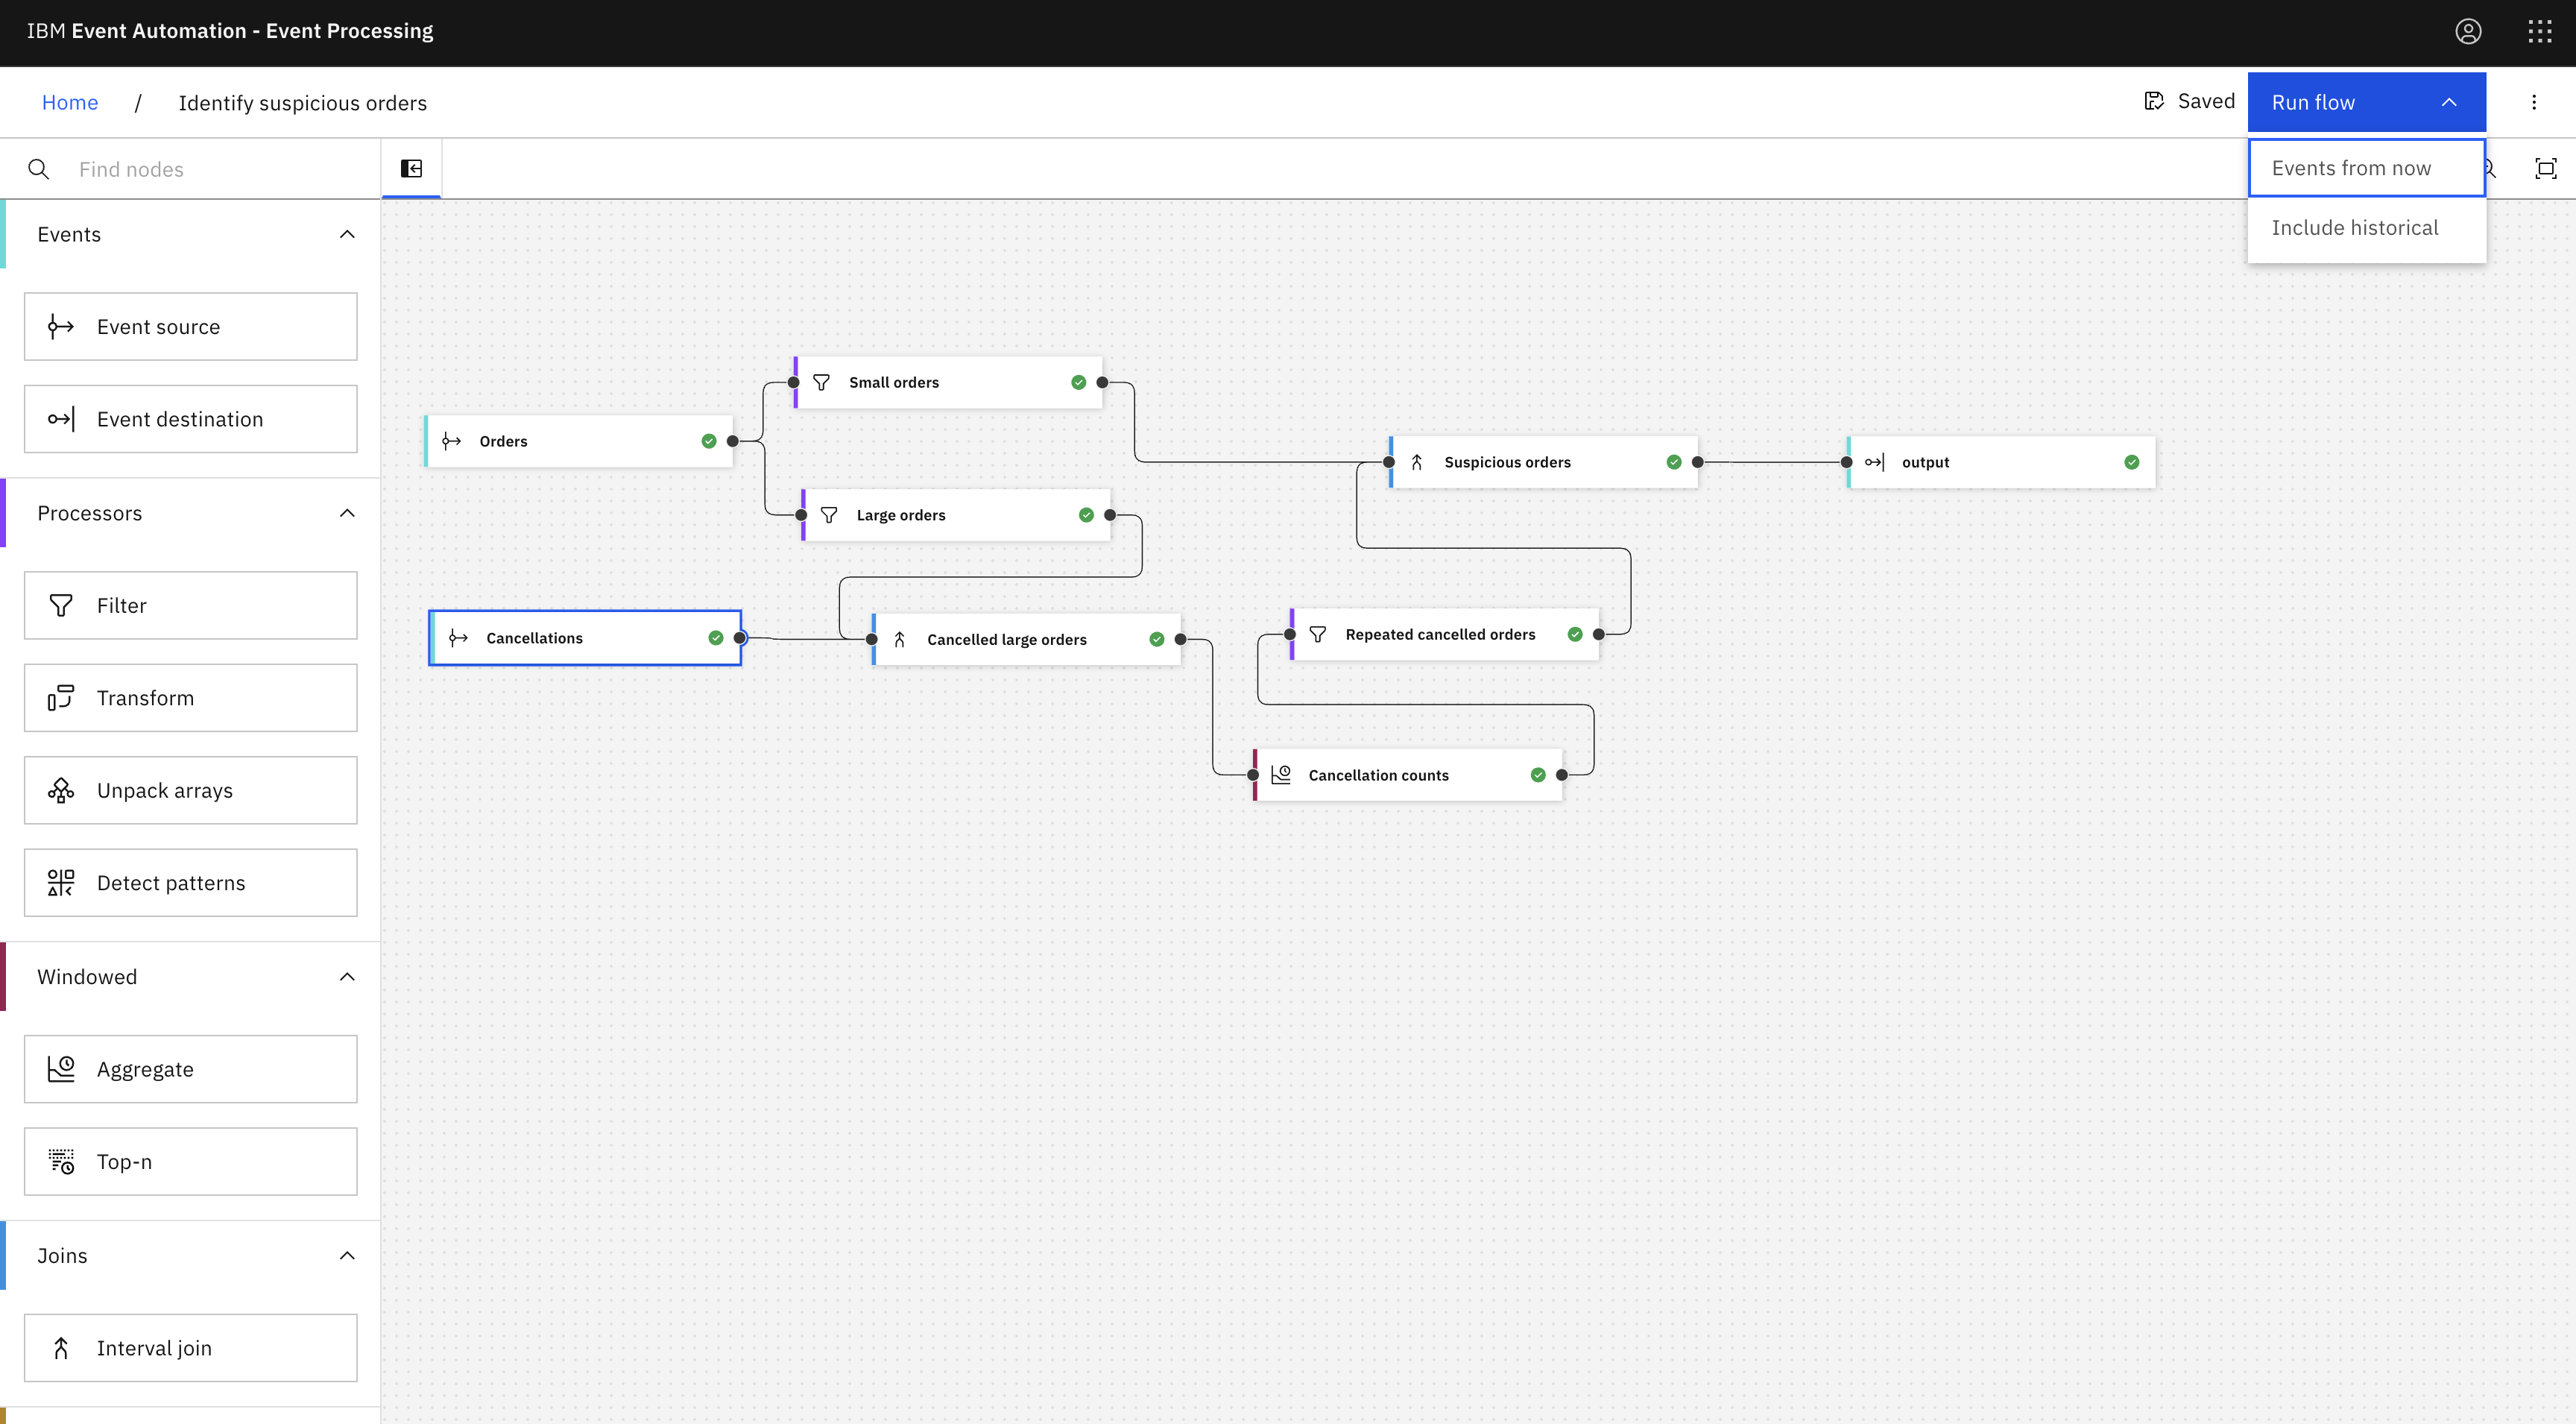 IBM Event Automation - Event Processing
Home / Identify suspicious orders
Saved
Run flow
Find nodes
Events from now
Include historical
Events
Event source
Event destination
Processors
Filter
Transform
Unpack arrays
Detect patterns
Windowed
Aggregate
Top-n
Joins
Interval join
Small orders
Orders
Suspicious orders
output
Large orders
Cancellations
Cancelled large orders
Repeated cancelled orders
Cancellation counts